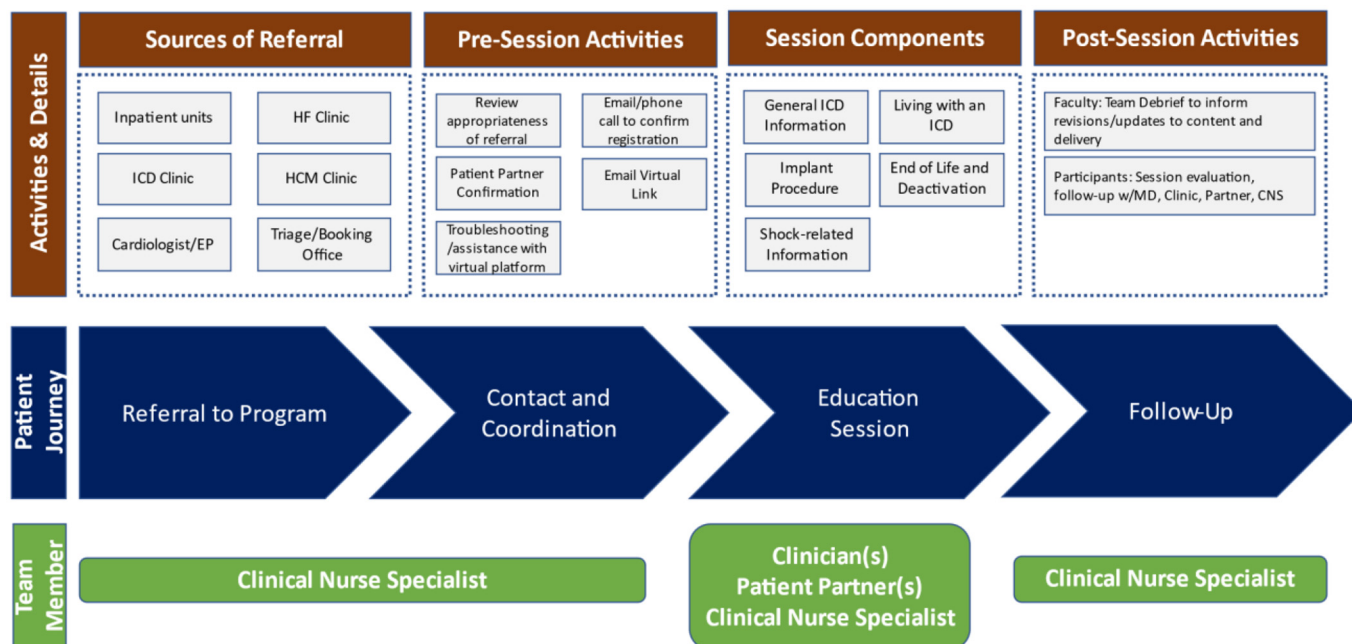 Activities & Details
Sources of Referral
Inpatient units
HF Clinic
ICD Clinic
HCM Clinic
Cardiologist/EP
Triage/Booking
Office
Pre-Session Activities
Review
appropriateness
of referral
Email/phone
call to confirm
registration
Patient Partner
Confirmation
Email Virtual
Link
Troubleshooting
/assistance with
virtual platform
Session Components
General ICD
Information
Living with an
ICD
Implant
Procedure
End of Life and
Deactivation
Shock-related
Information
Post-Session Activities
Faculty: Team Debrief to inform
revisions/updates to content and
delivery
Participants: Session evaluation,
follow-up w/MD, Clinic, Partner, CNS
Patient
Journey
Referral to Program
Contact and
Coordination
Education
Session
Follow-Up
Team
Member
Clinical Nurse Specialist
Clinician(s)
Patient Partner(s)
Clinical Nurse Specialist
Clinical Nurse Specialist